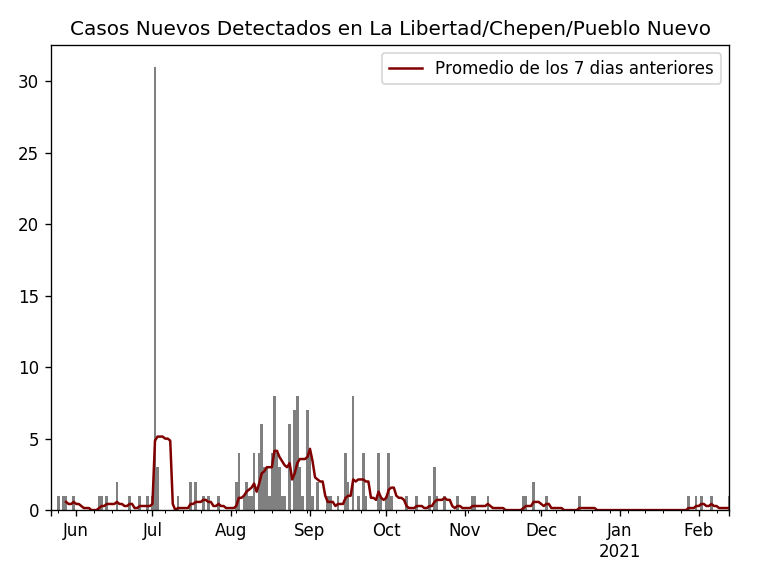 Casos Nuevos Detectados en La Libertad/Chepen/Pueblo Nuevo
Promedio de los 7 dias anteriores
30
25
20
15
10
5
0
Jun Jul Aug Sep Oct Nov Dec Jan Feb
2021